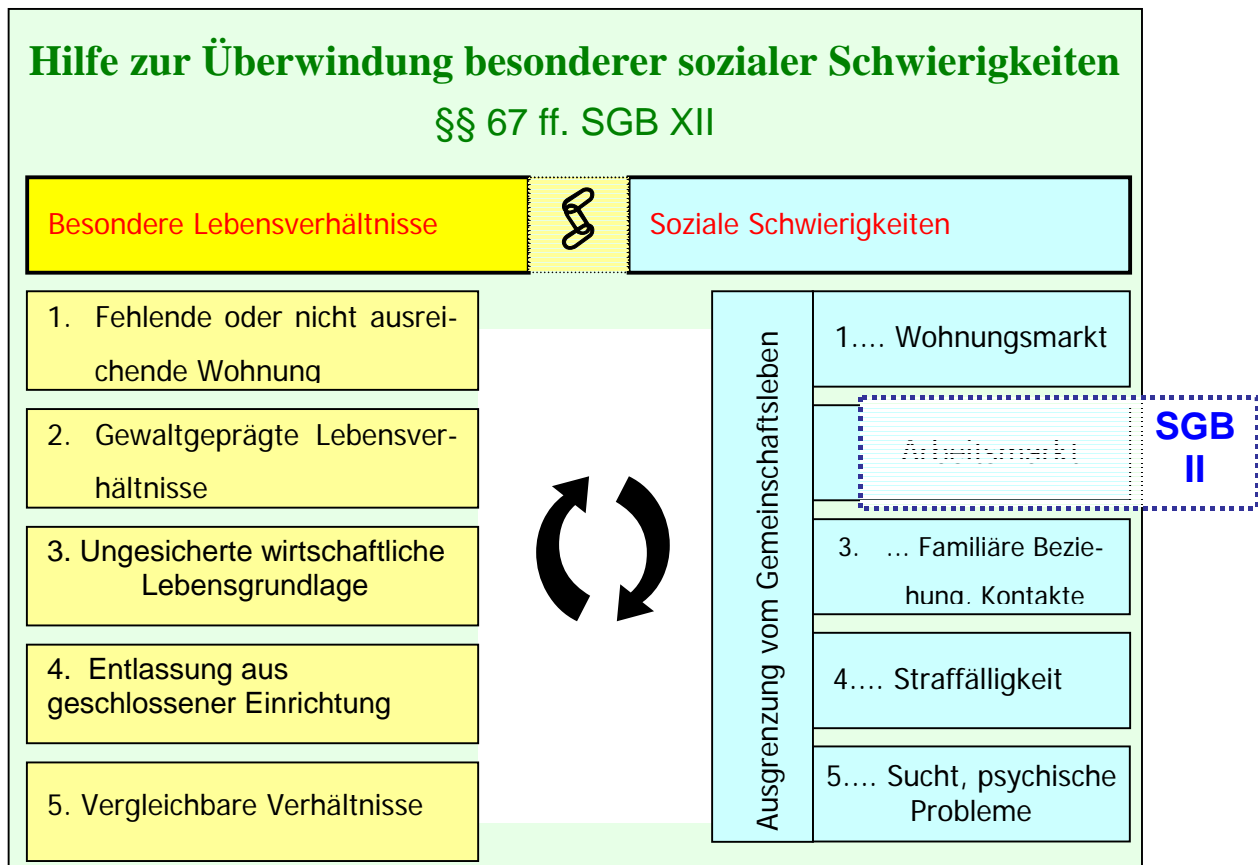 Hilfe zur Überwindung besonderer sozialer Schwierigkeiten
§§ 67 ff. SGB XII
Besondere Lebensverhältnisse
Soziale Schwierigkeiten
1. Fehlende oder nicht ausrei-
chende Wohnung
2. Gewaltgeprägte Lebensver-
hältnisse
3. Ungesicherte wirtschaftliche
Lebensgrundlage
4. Entlassung aus
geschlossener Einrichtung
5. Vergleichbare Verhältnisse
Ausgrenzung vom Gemeinschaftsleben
1.... Wohnungsmarkt
Arbeitsmarkt
SGB
II
3. ... Familiäre Bezie-
hung, Kontakte
4.... Straffälligkeit
5.... Sucht, psychische
Probleme